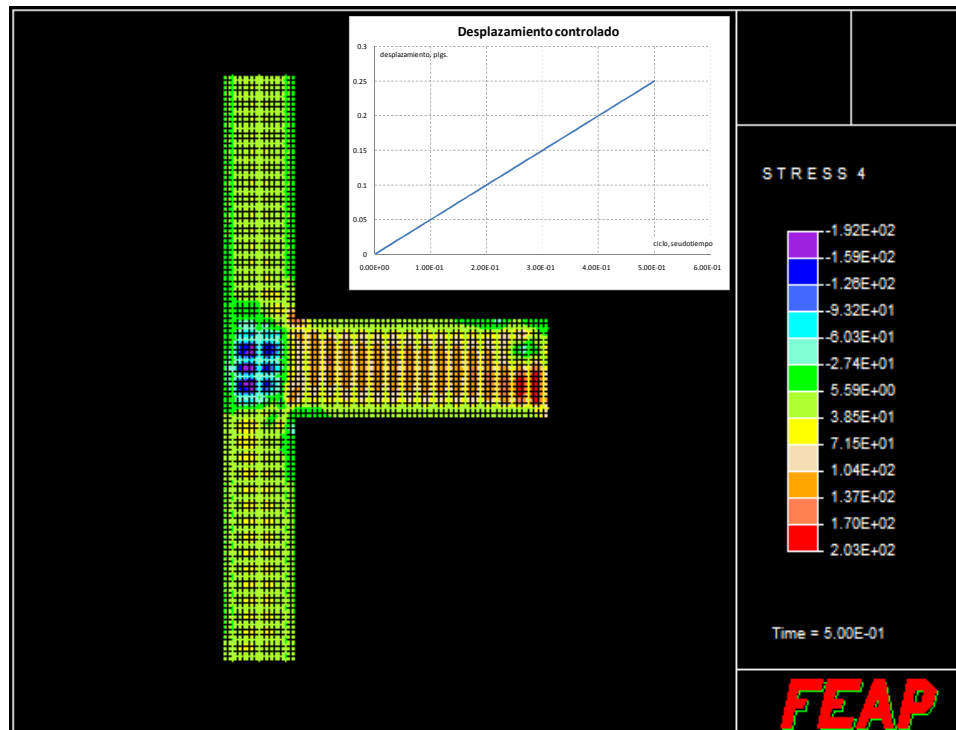 Desplazamiento controlado
desplazamiento, plgs.
0.3
0.25
0.2
0.15
0.1
0.05
0
0.00E+00 1.00E-01 2.00E-01 3.00E-01 4.00E-01 5.00E-01 6.00E-01
ciclo, seudotiempo
STRESS 4
-1.92E+02
-1.59E+02
-1.26E+02
-9.32E+01
-6.03E+01
-2.74E+01
5.59E+00
3.85E+01
7.15E+01
1.04E+02
1.37E+02
1.70E+02
2.03E+02
Time = 5.00E-01
FEAP